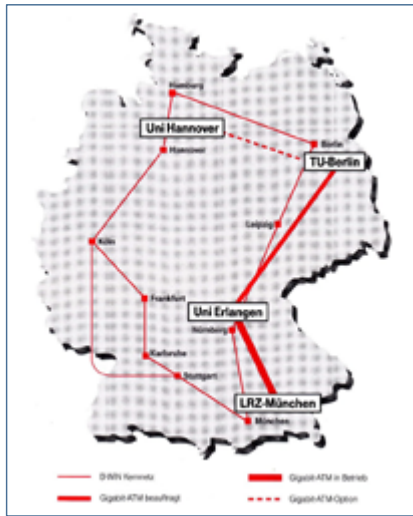 Hamburg
Uni Hannover
Hannover
Berlin
TU-Berlin
Leipzig
Köln
Frankfurt
Uni Erlangen
Nürnberg
Karlsruhe
Stuttgart
LRZ-München
München
B-WIN Kernnetz
Gigabit-ATM in Betrieb
Gigabit-ATM beauftragt
Gigabit-ATM-Option